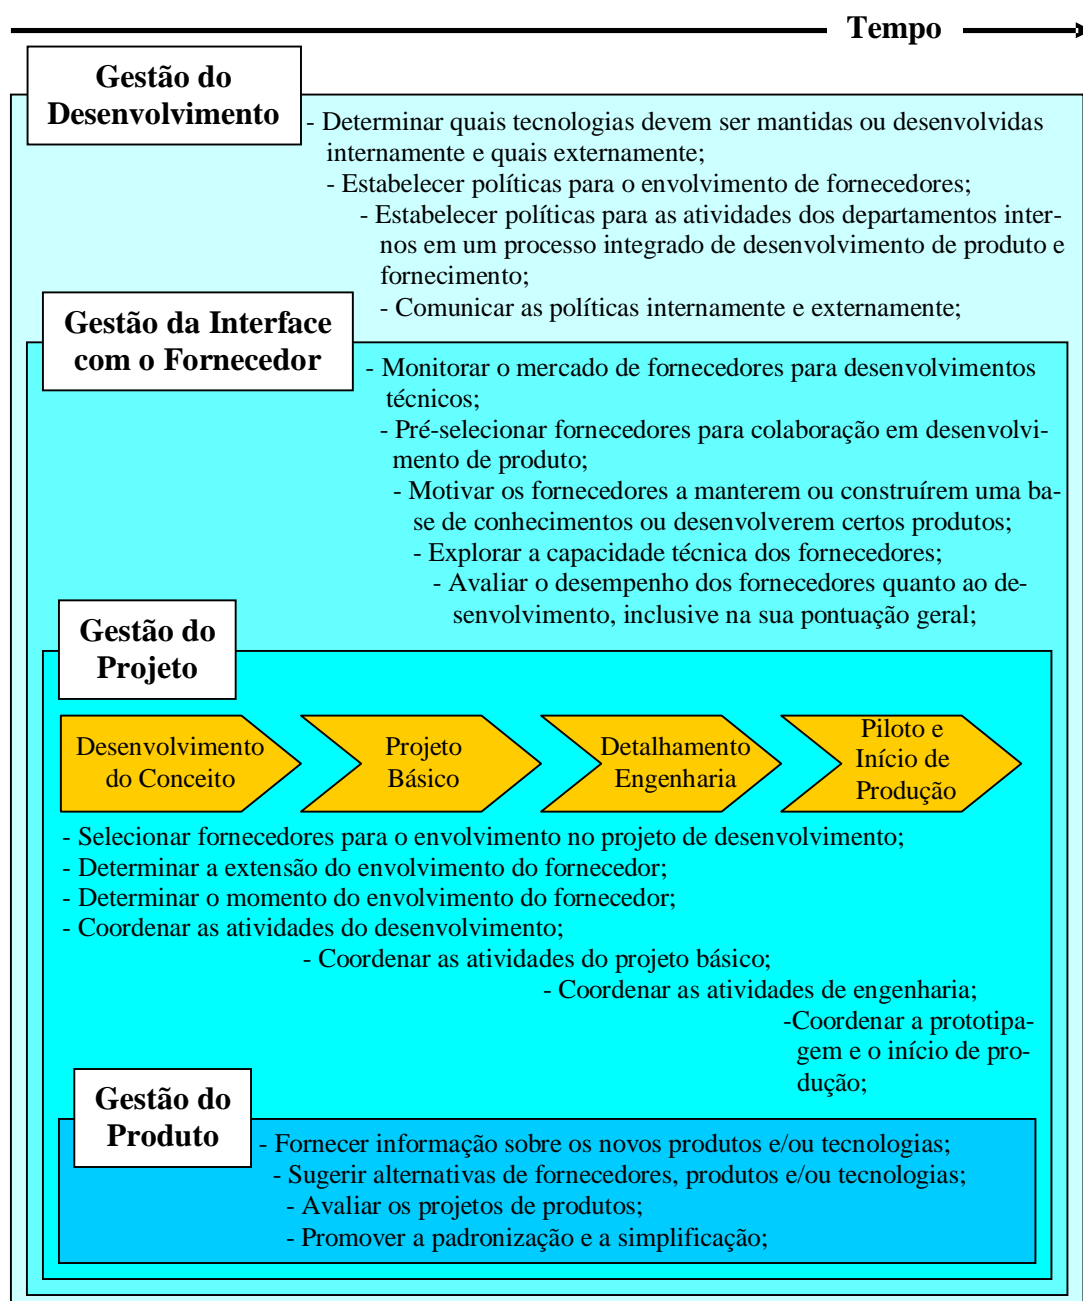 Tempo
Gestão do
Desenvolvimento
- Determinar quais tecnologias devem ser mantidas ou desenvolvidas
internamente e quais externamente;
- Estabelecer políticas para o envolvimento de fornecedores;
- Estabelecer políticas para as atividades dos departamentos inter-
nos em um processo integrado de desenvolvimento de produto e
fornecimento;
- Comunicar as políticas internamente e externamente;
Gestão da Interface
com o Fornecedor
- Monitorar o mercado de fornecedores para desenvolvimentos
técnicos;
- Pré-selecionar fornecedores para colaboração em desenvolvi-
mento de produto;
- Motivar os fornecedores a manterem ou construírem uma ba-
se de conhecimentos ou desenvolverem certos produtos;
- Explorar a capacidade técnica dos fornecedores;
- Avaliar o desempenho dos fornecedores quanto ao de-
senvolvimento, inclusive na sua pontuação geral;
Gestão do
Projeto
Desenvolvimento
do Conceito
Projeto
Básico
Detalhamento
Engenharia
Piloto e
Início de
Produção
- Selecionar fornecedores para o envolvimento no projeto de desenvolvimento;
- Determinar a extensão do envolvimento do fornecedor;
- Determinar o momento do envolvimento do fornecedor;
- Coordenar as atividades do desenvolvimento;
- Coordenar as atividades do projeto básico;
- Coordenar as atividades de engenharia;
-Coordenar a prototipa-
gem e o início de pro-
dução;
Gestão do
Produto
- Fornecer informação sobre os novos produtos e/ou tecnologias;
- Sugerir alternativas de fornecedores, produtos e/ou tecnologias;
- Avaliar os projetos de produtos;
- Promover a padronização e a simplificação;